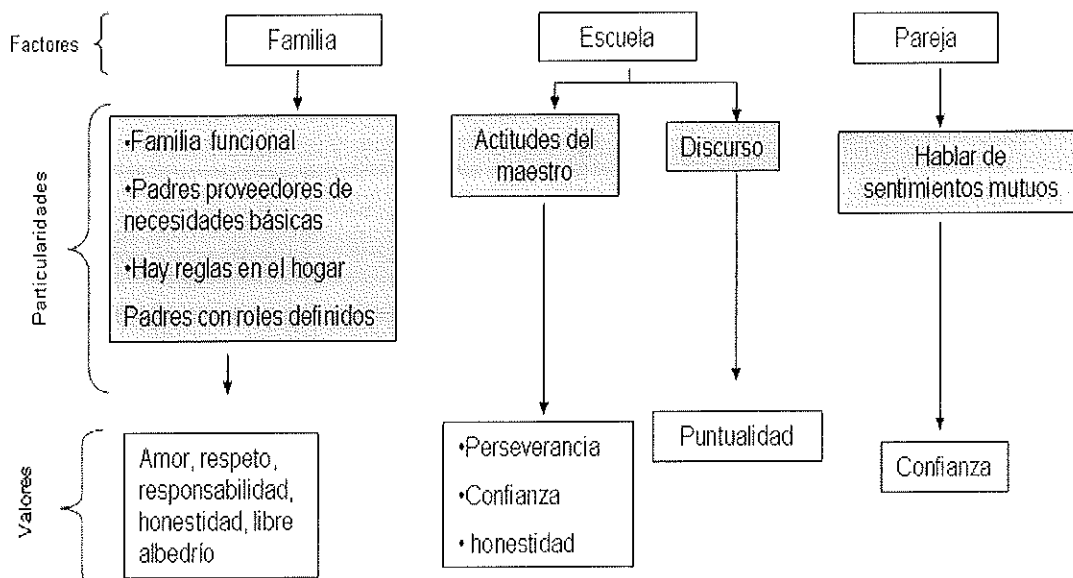 Factores
Familia
Escuela
Pareja
Particularidades
•Familia funcional
•Padres proveedores de
necesidades básicas
•Hay reglas en el hogar
Padres con roles definidos
Actitudes del
maestro
Discurso
Hablar de
sentimientos mutuos
Valores
Amor, respeto,
responsabilidad,
honestidad, libre
albedrío
•Perseverancia
•Confianza
• honestidad
Puntualidad
Confianza